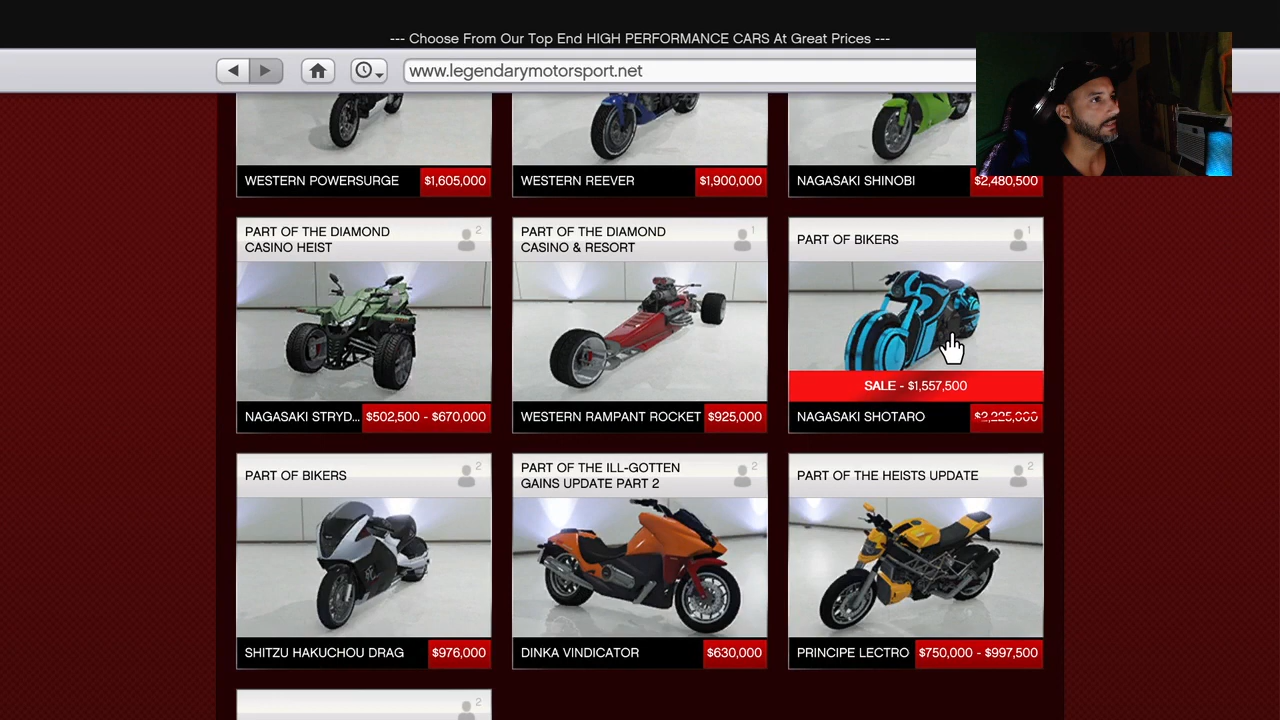 --- Choose From Our Top End HIGH PERFORMANCE CARS At Great Prices ---
www.legendarymotorsport.net
WESTERN POWERSURGE $1,605,000
WESTERN REEVER $1,900,000
NAGASAKI SHINOBI $2,480,500
PART OF THE DIAMOND
CASINO HEIST
2
NAGASAKI STRYD... $502,500 - $670,000
PART OF THE DIAMOND
CASINO & RESORT
1
WESTERN RAMPANT ROCKET $925,000
PART OF BIKERS
1
SALE - $1,557,500
NAGASAKI SHOTARO $2,225,000
PART OF BIKERS
2
SHITZU HAKUCHOU DRAG $976,000
PART OF THE ILL-GOTTEN
GAINS UPDATE PART 2
2
DINKA VINDICATOR $630,000
PART OF THE HEISTS UPDATE
2
PRINCIPE LECTRO $750,000 - $997,500
2